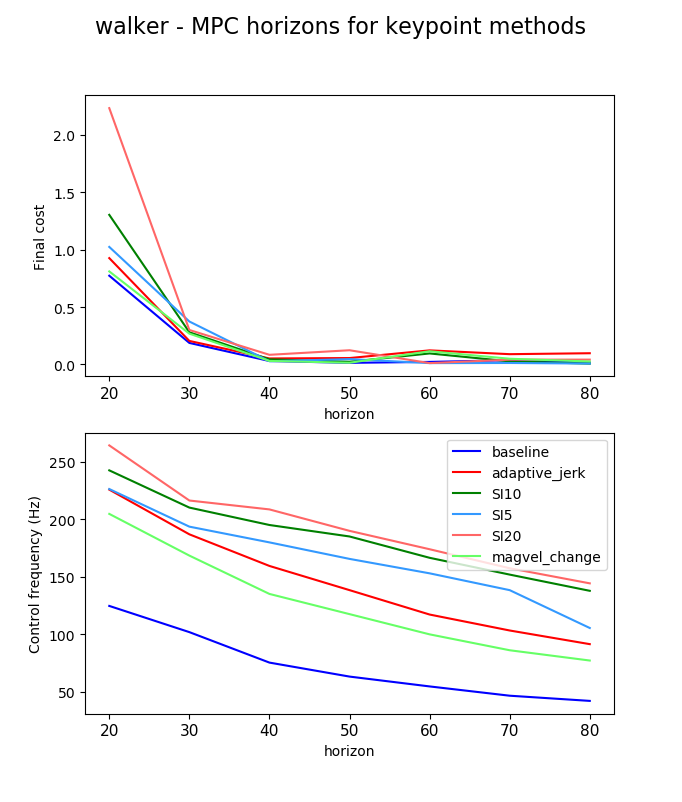 walker - MPC horizons for keypoint methods
2.0
1.5
1.0
0.5
0.0
Final cost
20 30 40 50 60 70 80
horizon
250
200
150
100
50
Control frequency (Hz)
baseline
adaptive_jerk
SI10
SI5
SI20
magvel_change
20 30 40 50 60 70 80
horizon